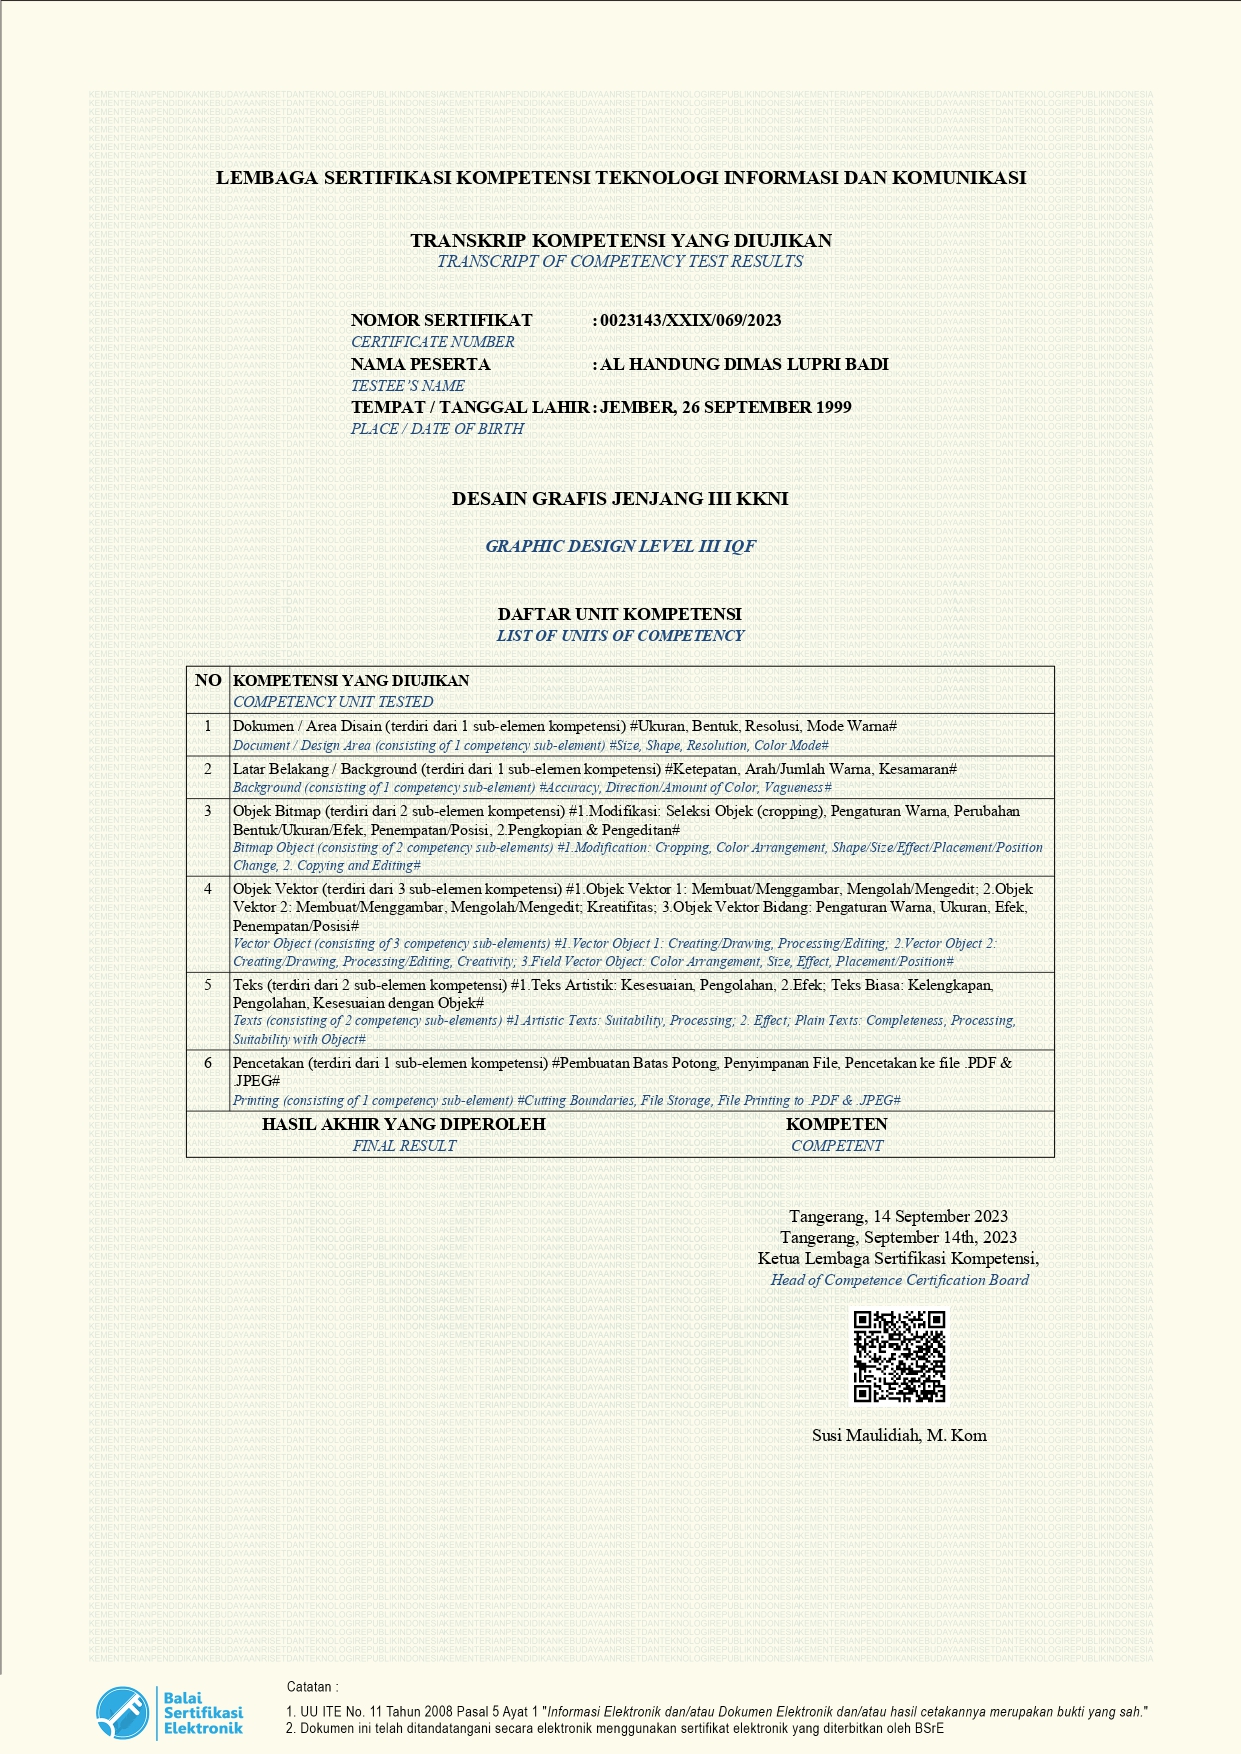 LEMBAGA SERTIFIKASI KOMPETENSI TEKNOLOGI INFORMASI DAN KOMUNIKASI
TRANSKRIP KOMPETENSI YANG DIUJIKAN
TRANSCRIPT OF COMPETENCY TEST RESULTS
NOMOR SERTIFIKAT : 0023143/XXIX/069/2023
CERTIFICATE NUMBER
NAMA PESERTA : AL HANDUNG DIMAS LUPRI BADI
TESTEE'S NAME
TEMPAT / TANGGAL LAHIR : JEMBER, 26 SEPTEMBER 1999
PLACE / DATE OF BIRTH
DESAIN GRAFIS JENJANG III KKNI
GRAPHIC DESIGN LEVEL III IQF
DAFTAR UNIT KOMPETENSI
LIST OF UNITS OF COMPETENCY
NO KOMPETENSI YANG DIUJIKAN
COMPETENCY UNIT TESTED
1 Dokumen / Area Disain (terdiri dari 1 sub-elemen kompetensi) #Ukuran, Bentuk, Resolusi, Mode Warna#
Document / Design Area (consisting of 1 competency sub-element) #Size, Shape, Resolution, Color Mode#
2 Latar Belakang / Background (terdiri dari 1 sub-elemen kompetensi) #Ketepatan, Arah/Jumlah Warna, Kesamaran#
Background (consisting of 1 competency sub-element) #Accuracy, Direction/Amount of Color, Vagueness#
3 Objek Bitmap (terdiri dari 2 sub-elemen kompetensi) #1.Modifikasi: Seleksi Objek (cropping), Pengaturan Warna, Perubahan
Bentuk/Ukuran/Efek, Penempatan/Posisi, 2.Pengkopian & Pengeditan#
Bitmap Object (consisting of 2 competency sub-elements) #1.Modification: Cropping, Color Arrangement, Shape/Size/Effect/Placement/Position
Change, 2. Copying and Editing#
4 Objek Vektor (terdiri dari 3 sub-elemen kompetensi) #1.Objek Vektor 1: Membuat/Menggambar, Mengolah/Mengedit; 2.Objek
Vektor 2: Membuat/Menggambar, Mengolah/Mengedit; Kreatifitas; 3.Objek Vektor Bidang: Pengaturan Warna, Ukuran, Efek,
Penempatan/Posisi#
Vector Object (consisting of 3 competency sub-elements) #1.Vector Object 1: Creating/Drawing, Processing/Editing; 2.Vector Object 2:
Creating/Drawing, Processing/Editing, Creativity; 3.Field Vector Object: Color Arrangement, Size, Effect, Placement/Position#
5 Teks (terdiri dari 2 sub-elemen kompetensi) #1.Teks Artistik: Kesesuaian, Pengolahan, 2.Efek; Teks Biasa: Kelengkapan,
Pengolahan, Kesesuaian dengan Objek#
Texts (consisting of 2 competency sub-elements) #1.Artistic Texts: Suitability, Processing; 2. Effect; Plain Texts: Completeness, Processing,
Suitability with Object#
6 Pencetakan (terdiri dari 1 sub-elemen kompetensi) #Pembuatan Batas Potong, Penyimpanan File, Pencetakan ke file .PDF &
.JPEG#
Printing (consisting of 1 competency sub-element) #Cutting Boundaries, File Storage, File Printing to .PDF & .JPEG#
HASIL AKHIR YANG DIPEROLEH KOMPETEN
FINAL RESULT COMPETENT
Tangerang, 14 September 2023
Tangerang, September 14th, 2023
Ketua Lembaga Sertifikasi Kompetensi,
Head of Competence Certification Board
Susi Maulidiah, M. Kom
Balai
Sertifikasi
Elektronik
Catatan :
1. UU ITE No. 11 Tahun 2008 Pasal 5 Ayat 1 "Informasi Elektronik dan/atau Dokumen Elektronik dan/atau hasil cetakannya merupakan bukti yang sah."
2. Dokumen ini telah ditandatangani secara elektronik menggunakan sertifikat elektronik yang diterbitkan oleh BSrE